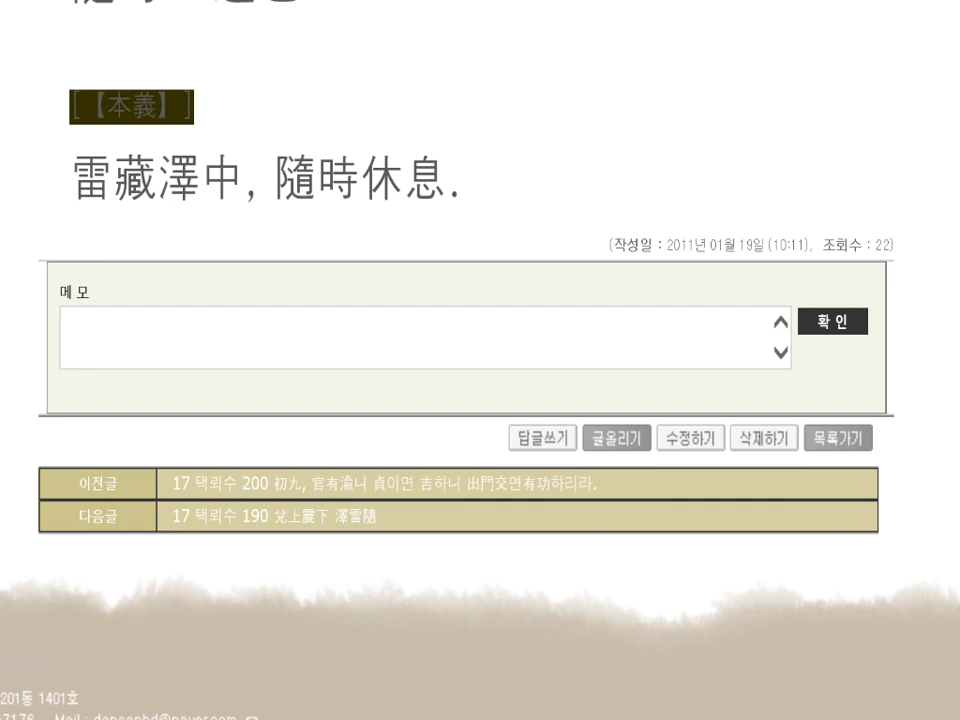 [【本義】]
雷藏澤中, 隨時休息.
(작성일 : 2011년 01월 19일 (10:11), 조회수 : 22)
메 모
확 인
답글쓰기 글올리기 수정하기 삭제하기 목록가기
이전글 17 택뢰수 200 初九, 官有渝니 貞이면 吉하니 出門交면有功하리라.
다음글 17 택뢰수 190 兌上震下 澤雷隨
201동 1401호